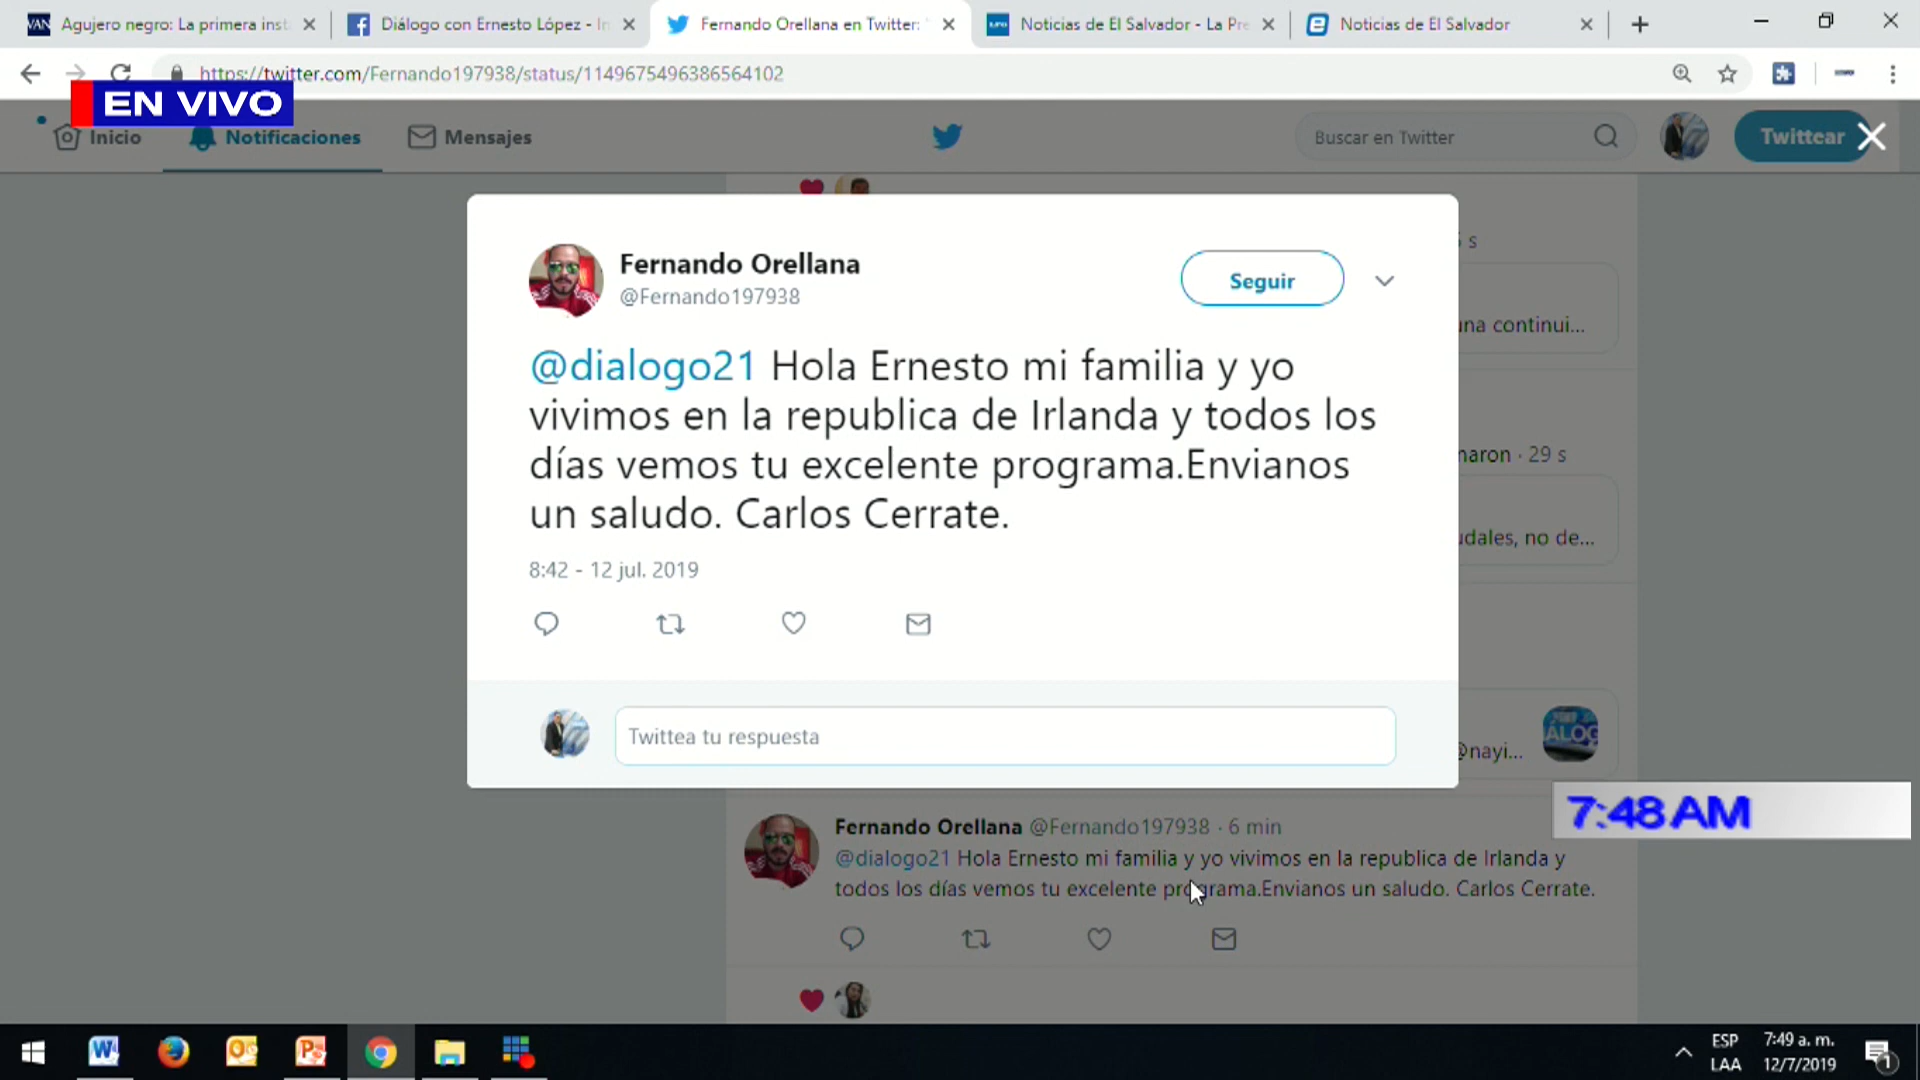 VAN Agujero negro: La primera inst
Diálogo con Ernesto López - In
Fernando Orellana en Twitter:
Noticias de El Salvador - La Pre
Noticias de El Salvador
https://twitter.com/Fernando197938/status/1149675496386564102
EN VIVO
Inicio
Notificaciones
Mensajes
Buscar en Twitter
Twittear
Fernando Orellana
@Fernando197938
Seguir
@dialogo21 Hola Ernesto mi familia y yo
vivimos en la republica de Irlanda y todos los
días vemos tu excelente programa.Envianos
un saludo. Carlos Cerrate.
8:42 - 12 jul. 2019
Twittea tu respuesta
s
una continui...
maron · 29 s
udales, no de...
@nayi...
7:48 AM
Fernando Orellana @Fernando197938 · 6 min
@dialogo21 Hola Ernesto mi familia y yo vivimos en la republica de Irlanda y
todos los días vemos tu excelente programa.Envianos un saludo. Carlos Cerrate.
ESP
LAA
7:49 a. m.
12/7/2019
1